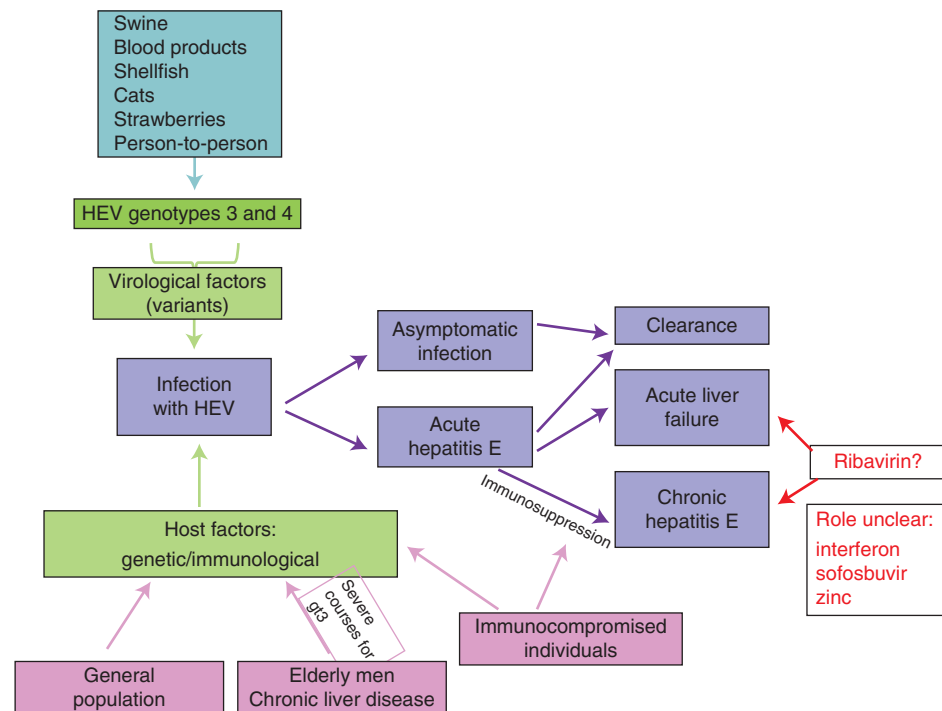 Swine
Blood products
Shellfish
Cats
Strawberries
Person-to-person
HEV genotypes 3 and 4
Virological factors
(variants)
Infection
with HEV
Asymptomatic
infection
Clearance
Acute
hepatitis E
Acute liver
failure
Immunosuppression
Chronic
hepatitis E
Ribavirin?
Role unclear:
interferon
sofosbuvir
zinc
Host factors:
genetic/immunological
Severe
courses for
gt3
General
population
Elderly men
Chronic liver disease
Immunocompromised
individuals